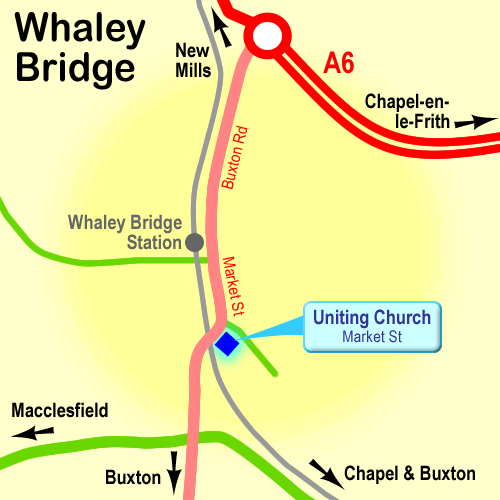 Whaley
Bridge
New
Mills
A6
Chapel-en-
le-Frith
Buxton Rd
Whaley Bridge
Station
Market St
Uniting Church
Market St
Macclesfield
Buxton
Chapel & Buxton